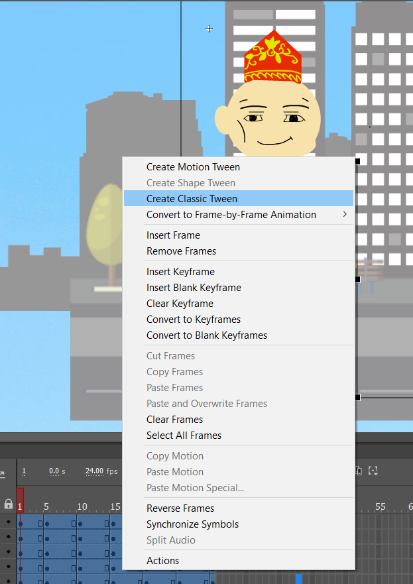 Create Motion Tween
Create Shape Tween
Create Classic Tween
Convert to Frame-by-Frame Animation
Insert Frame
Remove Frames
Insert Keyframe
Insert Blank Keyframe
Clear Keyframe
Convert to Keyframes
Convert to Blank Keyframes
Cut Frames
Copy Frames
Paste Frames
Paste and Overwrite Frames
Clear Frames
Select All Frames
Copy Motion
Paste Motion
Paste Motion Special...
Reverse Frames
Synchronize Symbols
Split Audio
Actions
1 0.0 s 24.00 fps
1 5 10 15 55